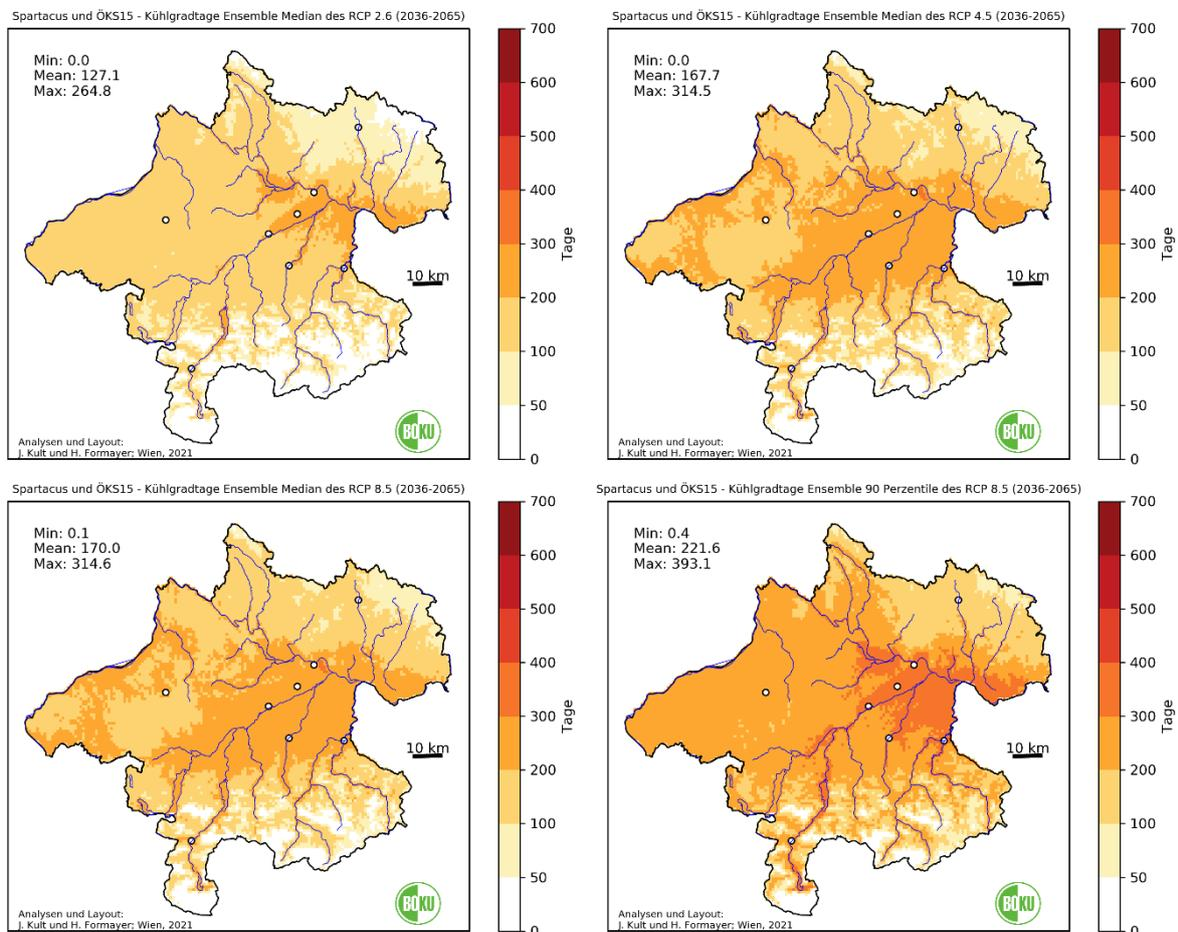 Spartacus und ÖKS15 - Kühlgradtage Ensemble Median des RCP 2.6 (2036-2065)
Min: 0.0
Mean: 127.1
Max: 264.8
10 km
Analysen und Layout:
J. Kult und H. Formayer; Wien, 2021
BOKU
700
600
500
400
300
200
100
50
0
Tage
Spartacus und ÖKS15 - Kühlgradtage Ensemble Median des RCP 4.5 (2036-2065)
Min: 0.0
Mean: 167.7
Max: 314.5
10 km
Analysen und Layout:
J. Kult und H. Formayer; Wien, 2021
BOKU
700
600
500
400
300
200
100
50
0
Tage
Spartacus und ÖKS15 - Kühlgradtage Ensemble Median des RCP 8.5 (2036-2065)
Min: 0.1
Mean: 170.0
Max: 314.6
10 km
Analysen und Layout:
J. Kult und H. Formayer; Wien, 2021
BOKU
700
600
500
400
300
200
100
50
0
Tage
Spartacus und ÖKS15 - Kühlgradtage Ensemble 90 Perzentile des RCP 8.5 (2036-2065)
Min: 0.4
Mean: 221.6
Max: 393.1
10 km
Analysen und Layout:
J. Kult und H. Formayer; Wien, 2021
BOKU
700
600
500
400
300
200
100
50
0
Tage